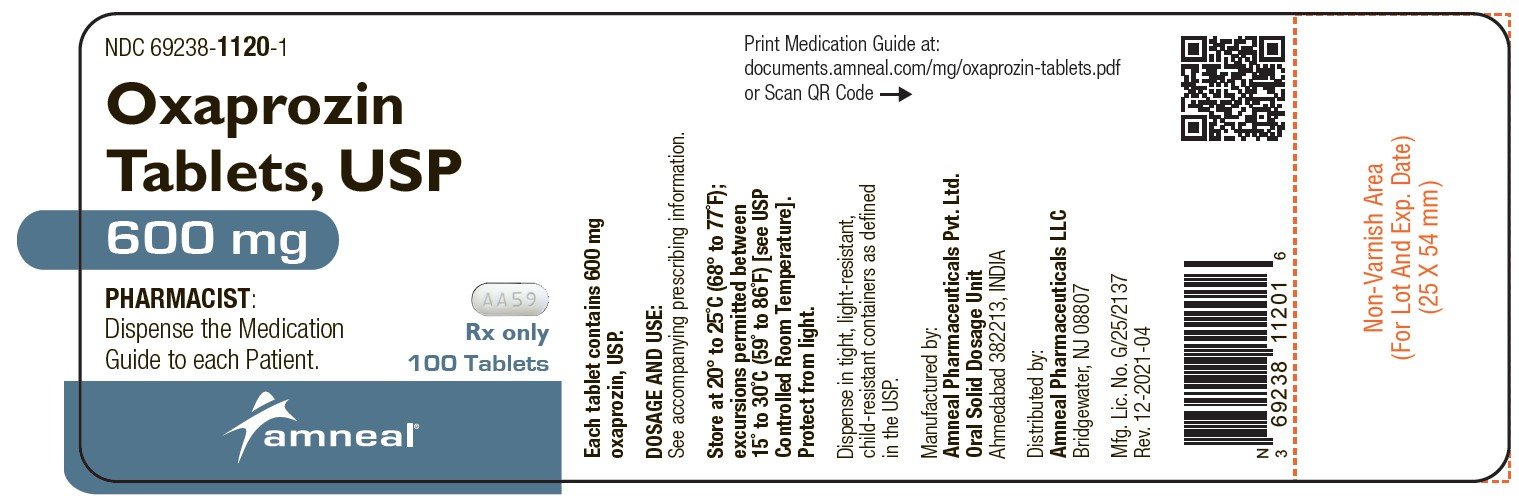 NDC 69238-1120-1
Oxaprozin
Tablets, USP
600 mg
PHARMACIST:
Dispense the Medication
Guide to each Patient.
AA59
Rx only
100 Tablets
amneal®
Print Medication Guide at:
documents.amneal.com/mg/oxaprozin-tablets.pdf
or Scan QR Code
Each tablet contains 600 mg
oxaprozin, USP.
DOSAGE AND USE:
See accompanying prescribing information.
Store at 20° to 25°C (68° to 77°F);
excursions permitted between
15° to 30°C (59° to 86°F) [see USP
Controlled Room Temperature].
Protect from light.
Dispense in tight, light-resistant,
child-resistant containers as defined
in the USP.
Manufactured by:
Amneal Pharmaceuticals Pvt. Ltd.
Oral Solid Dosage Unit
Ahmedabad 382213, INDIA
Distributed by:
Amneal Pharmaceuticals LLC
Bridgewater, NJ 08807
Mfg. Lic. No. G/25/2137
Rev. 12-2021-04
N
3 69238 11201 6
Non-Varnish Area
(For Lot And Exp. Date)
(25 X 54 mm)